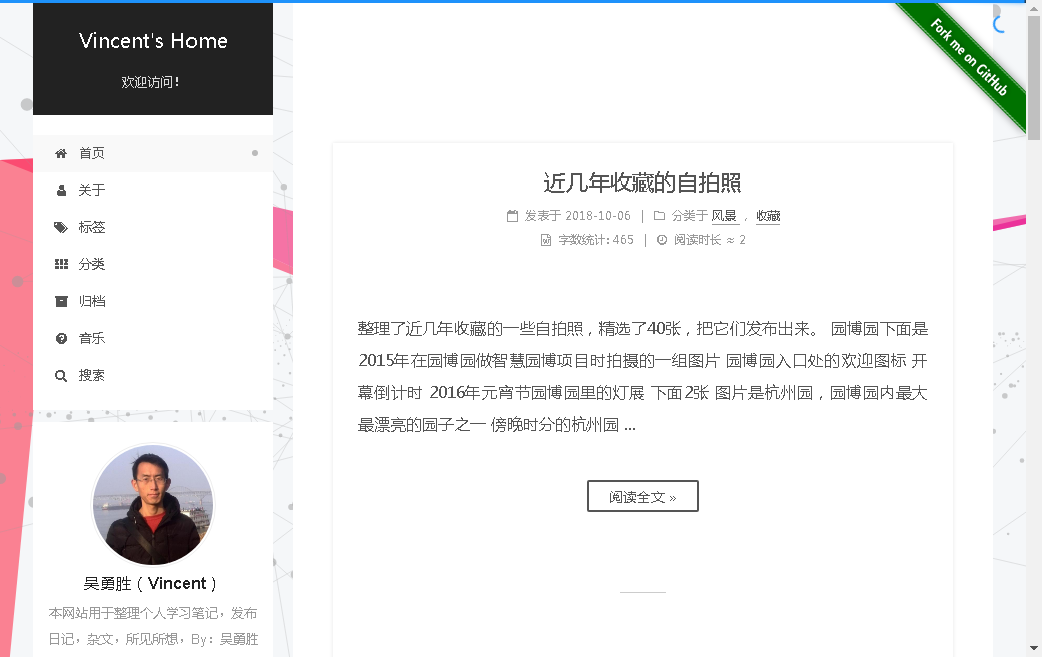 Vincent's Home
欢迎访问！
首页
关于
标签
分类
归档
音乐
搜索
吴勇胜（Vincent）
本网站用于整理个人学习笔记，发布
日记，杂文，所见所想，By：吴勇胜
Fork me on GitHub
近几年收藏的自拍照
发表于 2018-10-06 | 分类于 风景 ， 收藏
字数统计: 465 | 阅读时长 ≈ 2
整理了近几年收藏的一些自拍照，精选了40张，把它们发布出来。 园博园下面是
2015年在园博园做智慧园博项目时拍摄的一组图片 园博园入口处的欢迎图标 开
幕倒计时 2016年元宵节园博园里的灯展 下面2张 图片是杭州园，园博园内最大
最漂亮的园子之一 傍晚时分的杭州园 ...
阅读全文 »